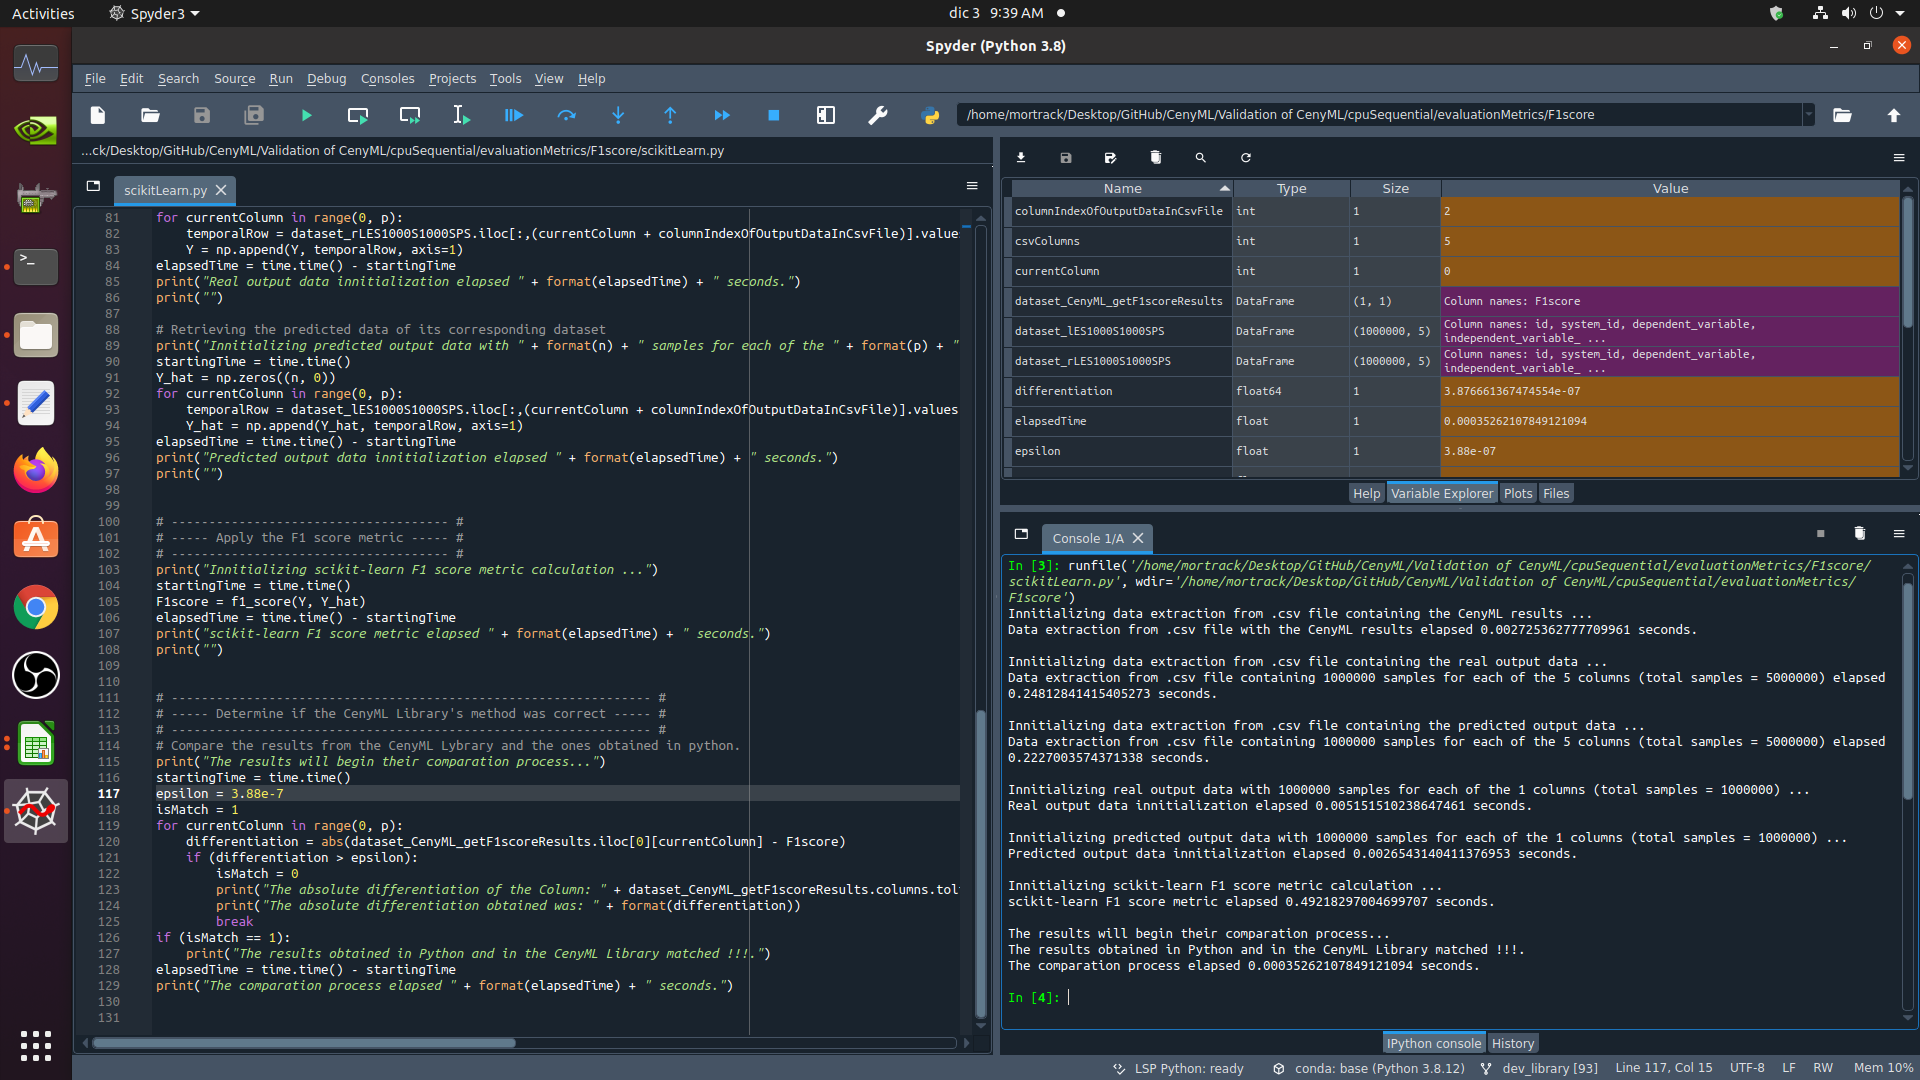 Activities
Spyder3
dic 3 9:39 AM
Spyder (Python 3.8)
File Edit Search Source Run Debug Consoles Projects Tools View Help
/home/mortrack/Desktop/GitHub/CenyML/Validation of CenyML/cpuSequential/evaluationMetrics/F1score
...ck/Desktop/GitHub/CenyML/Validation of CenyML/cpuSequential/evaluationMetrics/F1score/scikitLearn.py
scikitLearn.py
81 for currentColumn in range(0, p):
82 temporalRow = dataset_rLES1000S1000SPS.iloc[:,(currentColumn + columnIndexOfOutputDataInCsvFile)].value
83 Y = np.append(Y, temporalRow, axis=1)
84 elapsedTime = time.time() - startingTime
85 print("Real output data innitialization elapsed " + format(elapsedTime) + " seconds.")
86 print("")
87
88 # Retrieving the predicted data of its corresponding dataset
89 print("Innitializing predicted output data with " + format(n) + " samples for each of the " + format(p) + "
90 startingTime = time.time()
91 Y_hat = np.zeros((n, 0))
92 for currentColumn in range(0, p):
93 temporalRow = dataset_lES1000S1000SPS.iloc[:,(currentColumn + columnIndexOfOutputDataInCsvFile)].values
94 Y_hat = np.append(Y_hat, temporalRow, axis=1)
95 elapsedTime = time.time() - startingTime
96 print("Predicted output data innitialization elapsed " + format(elapsedTime) + " seconds.")
97 print("")
98
99
100 # ------------------------------------- #
101 # ----- Apply the F1 score metric ----- #
102 # ------------------------------------- #
103 print("Innitializing scikit-learn F1 score metric calculation ...")
104 startingTime = time.time()
105 F1score = f1_score(Y, Y_hat)
106 elapsedTime = time.time() - startingTime
107 print("scikit-learn F1 score metric elapsed " + format(elapsedTime) + " seconds.")
108 print("")
109
110
111 # ---------------------------------------------------------------- #
112 # ----- Determine if the CenyML Library's method was correct ----- #
113 # ---------------------------------------------------------------- #
114 # Compare the results from the CenyML Lybrary and the ones obtained in python.
115 print("The results will begin their comparation process...")
116 startingTime = time.time()
117 epsilon = 3.88e-7
118 isMatch = 1
119 for currentColumn in range(0, p):
120 differentiation = abs(dataset_CenyML_getF1scoreResults.iloc[0][currentColumn] - F1score)
121 if (differentiation > epsilon):
122 isMatch = 0
123 print("The absolute differentiation of the Column: " + dataset_CenyML_getF1scoreResults.columns.tol
124 print("The absolute differentiation obtained was: " + format(differentiation))
125 break
126 if (isMatch == 1):
127 print("The results obtained in Python and in the CenyML Library matched !!!.")
128 elapsedTime = time.time() - startingTime
129 print("The comparation process elapsed " + format(elapsedTime) + " seconds.")
130
131
Name Type Size Value
columnIndexOfOutputDataInCsvFile int 1 2
csvColumns int 1 5
currentColumn int 1 0
dataset_CenyML_getF1scoreResults DataFrame (1, 1) Column names: F1score
dataset_lES1000S1000SPS DataFrame (1000000, 5) Column names: id, system_id, dependent_variable,
independent_variable_ ...
dataset_rLES1000S1000SPS DataFrame (1000000, 5) Column names: id, system_id, dependent_variable,
independent_variable_ ...
differentiation float64 1 3.876661367474554e-07
elapsedTime float 1 0.00035262107849121094
epsilon float 1 3.88e-07
Help Variable Explorer Plots Files
Console 1/A
In [3]: runfile('/home/mortrack/Desktop/GitHub/CenyML/Validation of CenyML/cpuSequential/evaluationMetrics/F1score/
scikitLearn.py', wdir='/home/mortrack/Desktop/GitHub/CenyML/Validation of CenyML/cpuSequential/evaluationMetrics/
F1score')
Innitializing data extraction from .csv file containing the CenyML results ...
Data extraction from .csv file with the CenyML results elapsed 0.002725362777709961 seconds.
Innitializing data extraction from .csv file containing the real output data ...
Data extraction from .csv file containing 1000000 samples for each of the 5 columns (total samples = 5000000) elapsed
0.24812841415405273 seconds.
Innitializing data extraction from .csv file containing the predicted output data ...
Data extraction from .csv file containing 1000000 samples for each of the 5 columns (total samples = 5000000) elapsed
0.2227003574371338 seconds.
Innitializing real output data with 1000000 samples for each of the 1 columns (total samples = 1000000) ...
Real output data innitialization elapsed 0.005151510238647461 seconds.
Innitializing predicted output data with 1000000 samples for each of the 1 columns (total samples = 1000000) ...
Predicted output data innitialization elapsed 0.0026543140411376953 seconds.
Innitializing scikit-learn F1 score metric calculation ...
scikit-learn F1 score metric elapsed 0.49218297004699707 seconds.
The results will begin their comparation process...
The results obtained in Python and in the CenyML Library matched !!!.
The comparation process elapsed 0.00035262107849121094 seconds.
In [4]:
IPython console History
LSP Python: ready conda: base (Python 3.8.12) dev_library [93] Line 117, Col 15 UTF-8 LF RW Mem 10%